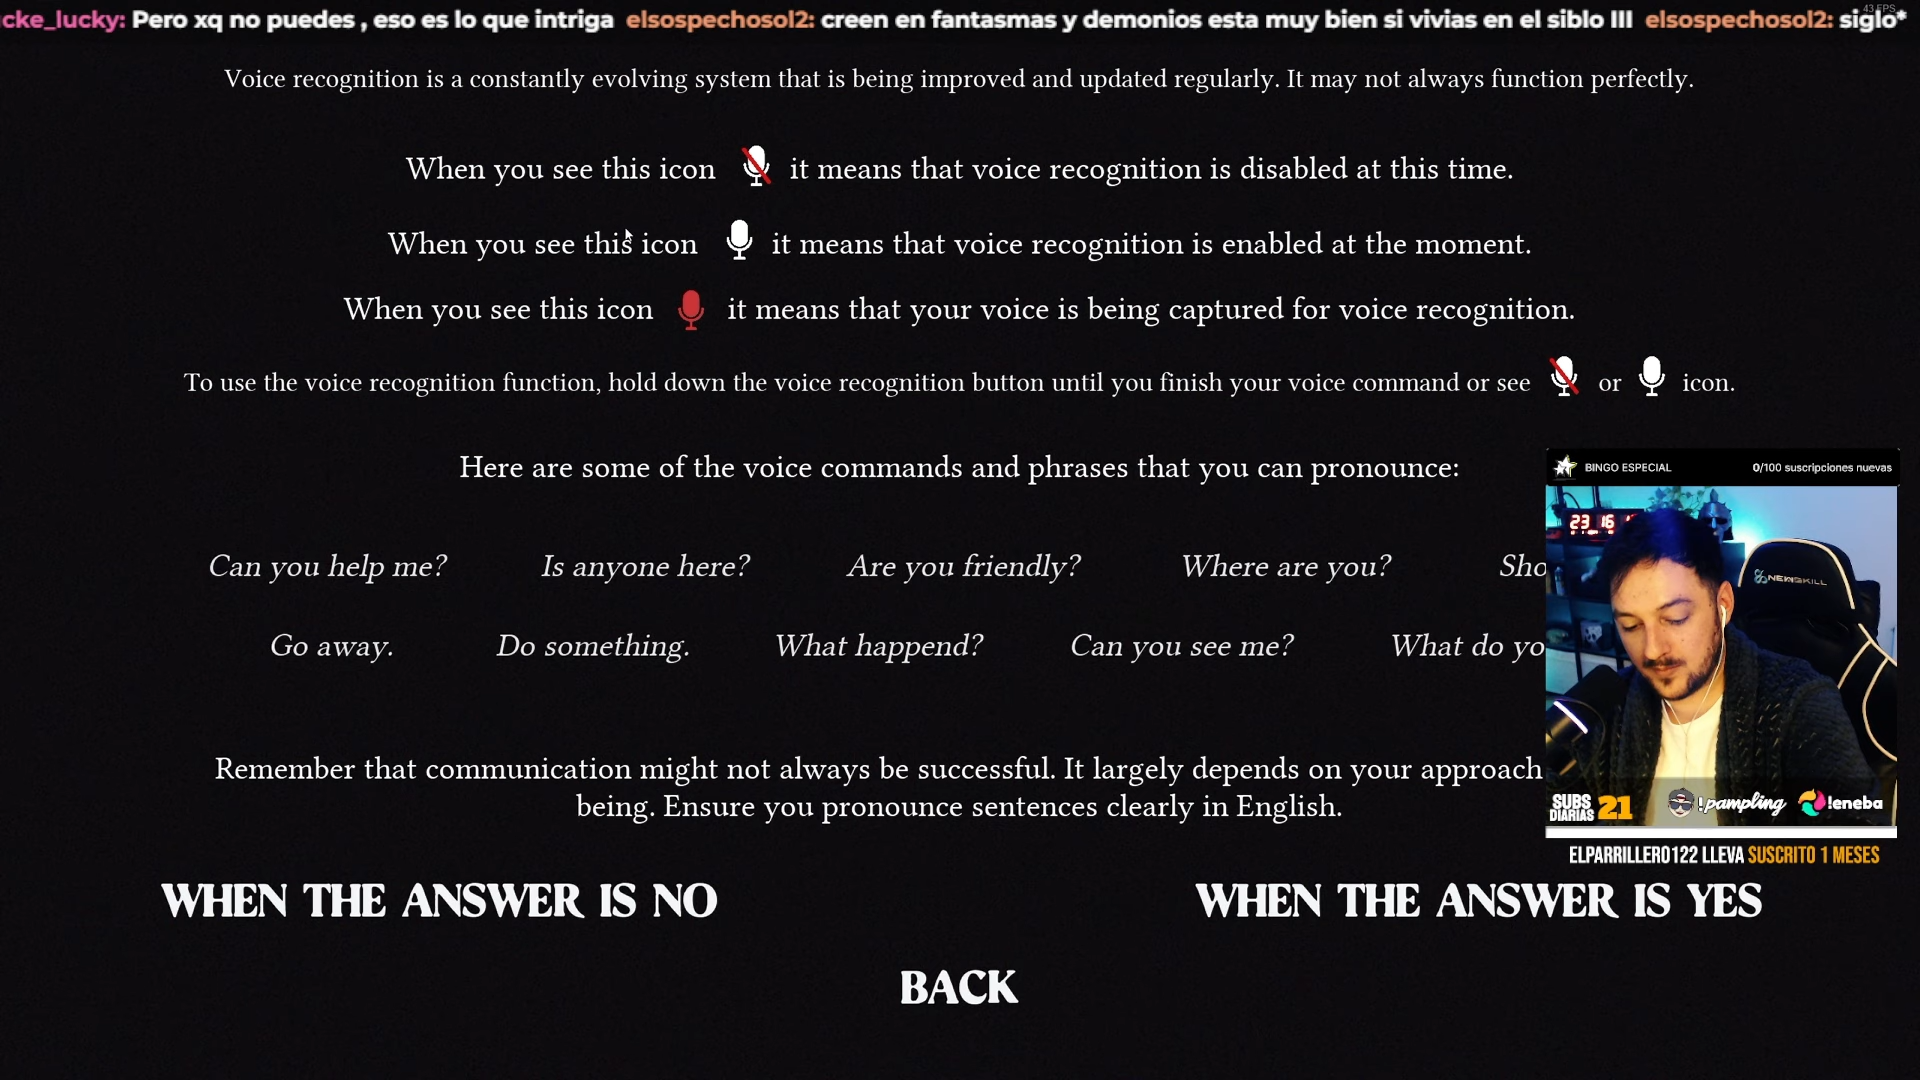 cke_lucky: Pero xq no puedes , eso es lo que intriga elsospechosol2: creen en fantasmas y demonios esta muy bien si vivias en el siblo III elsospechosol2: siglo*
43 FPS
Voice recognition is a constantly evolving system that is being improved and updated regularly. It may not always function perfectly.
When you see this icon it means that voice recognition is disabled at this time.
When you see this icon it means that voice recognition is enabled at the moment.
When you see this icon it means that your voice is being captured for voice recognition.
To use the voice recognition function, hold down the voice recognition button until you finish your voice command or see or icon.
Here are some of the voice commands and phrases that you can pronounce:
BINGO ESPECIAL 0/100 suscripciones nuevas
23 16
NEWSKILL
Can you help me? Is anyone here? Are you friendly? Where are you? Sho
Go away. Do something. What happend? Can you see me? What do yo
Remember that communication might not always be successful. It largely depends on your approach
being. Ensure you pronounce sentences clearly in English.
SUBS DIARIAS 21 !pampling !eneba
ELPARRILLERO122 LLEVA SUSCRITO 1 MESES
WHEN THE ANSWER IS NO WHEN THE ANSWER IS YES
BACK